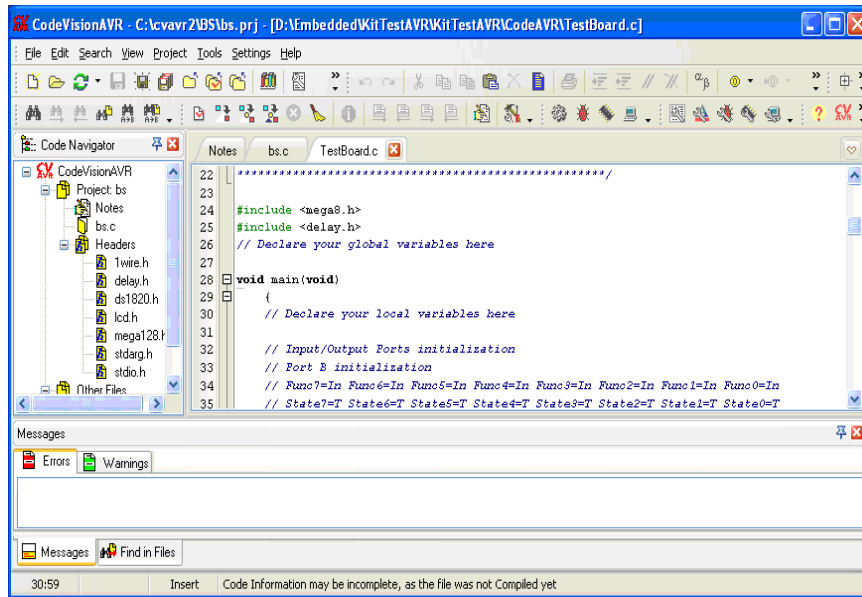 CodeVisionAVR - C:\cvavr2\BS\bs.prj - [D:\Embedded\KitTestAVR\KitTestAVR\CodeAVR\TestBoard.c]
File Edit Search View Project Tools Settings Help
Code Navigator
CodeVisionAVR
Project: bs
Notes
bs.c
Headers
1wire.h
delay.h
ds1820.h
lcd.h
mega128.h
stdarg.h
stdio.h
Other Files
Notes bs.c TestBoard.c
22 *****************************************************/
23
24 #include <mega8.h>
25 #include <delay.h>
26 // Declare your global variables here
27
28 void main(void)
29 {
30 // Declare your local variables here
31
32 // Input/Output Ports initialization
33 // Port B initialization
34 // Func7=In Func6=In Func5=In Func4=In Func3=In Func2=In Func1=In Func0=In
35 // State7=T State6=T State5=T State4=T State3=T State2=T State1=T State0=T
Messages
Errors Warnings
Messages Find in Files
30:59 Insert Code Information may be incomplete, as the file was not Compiled yet